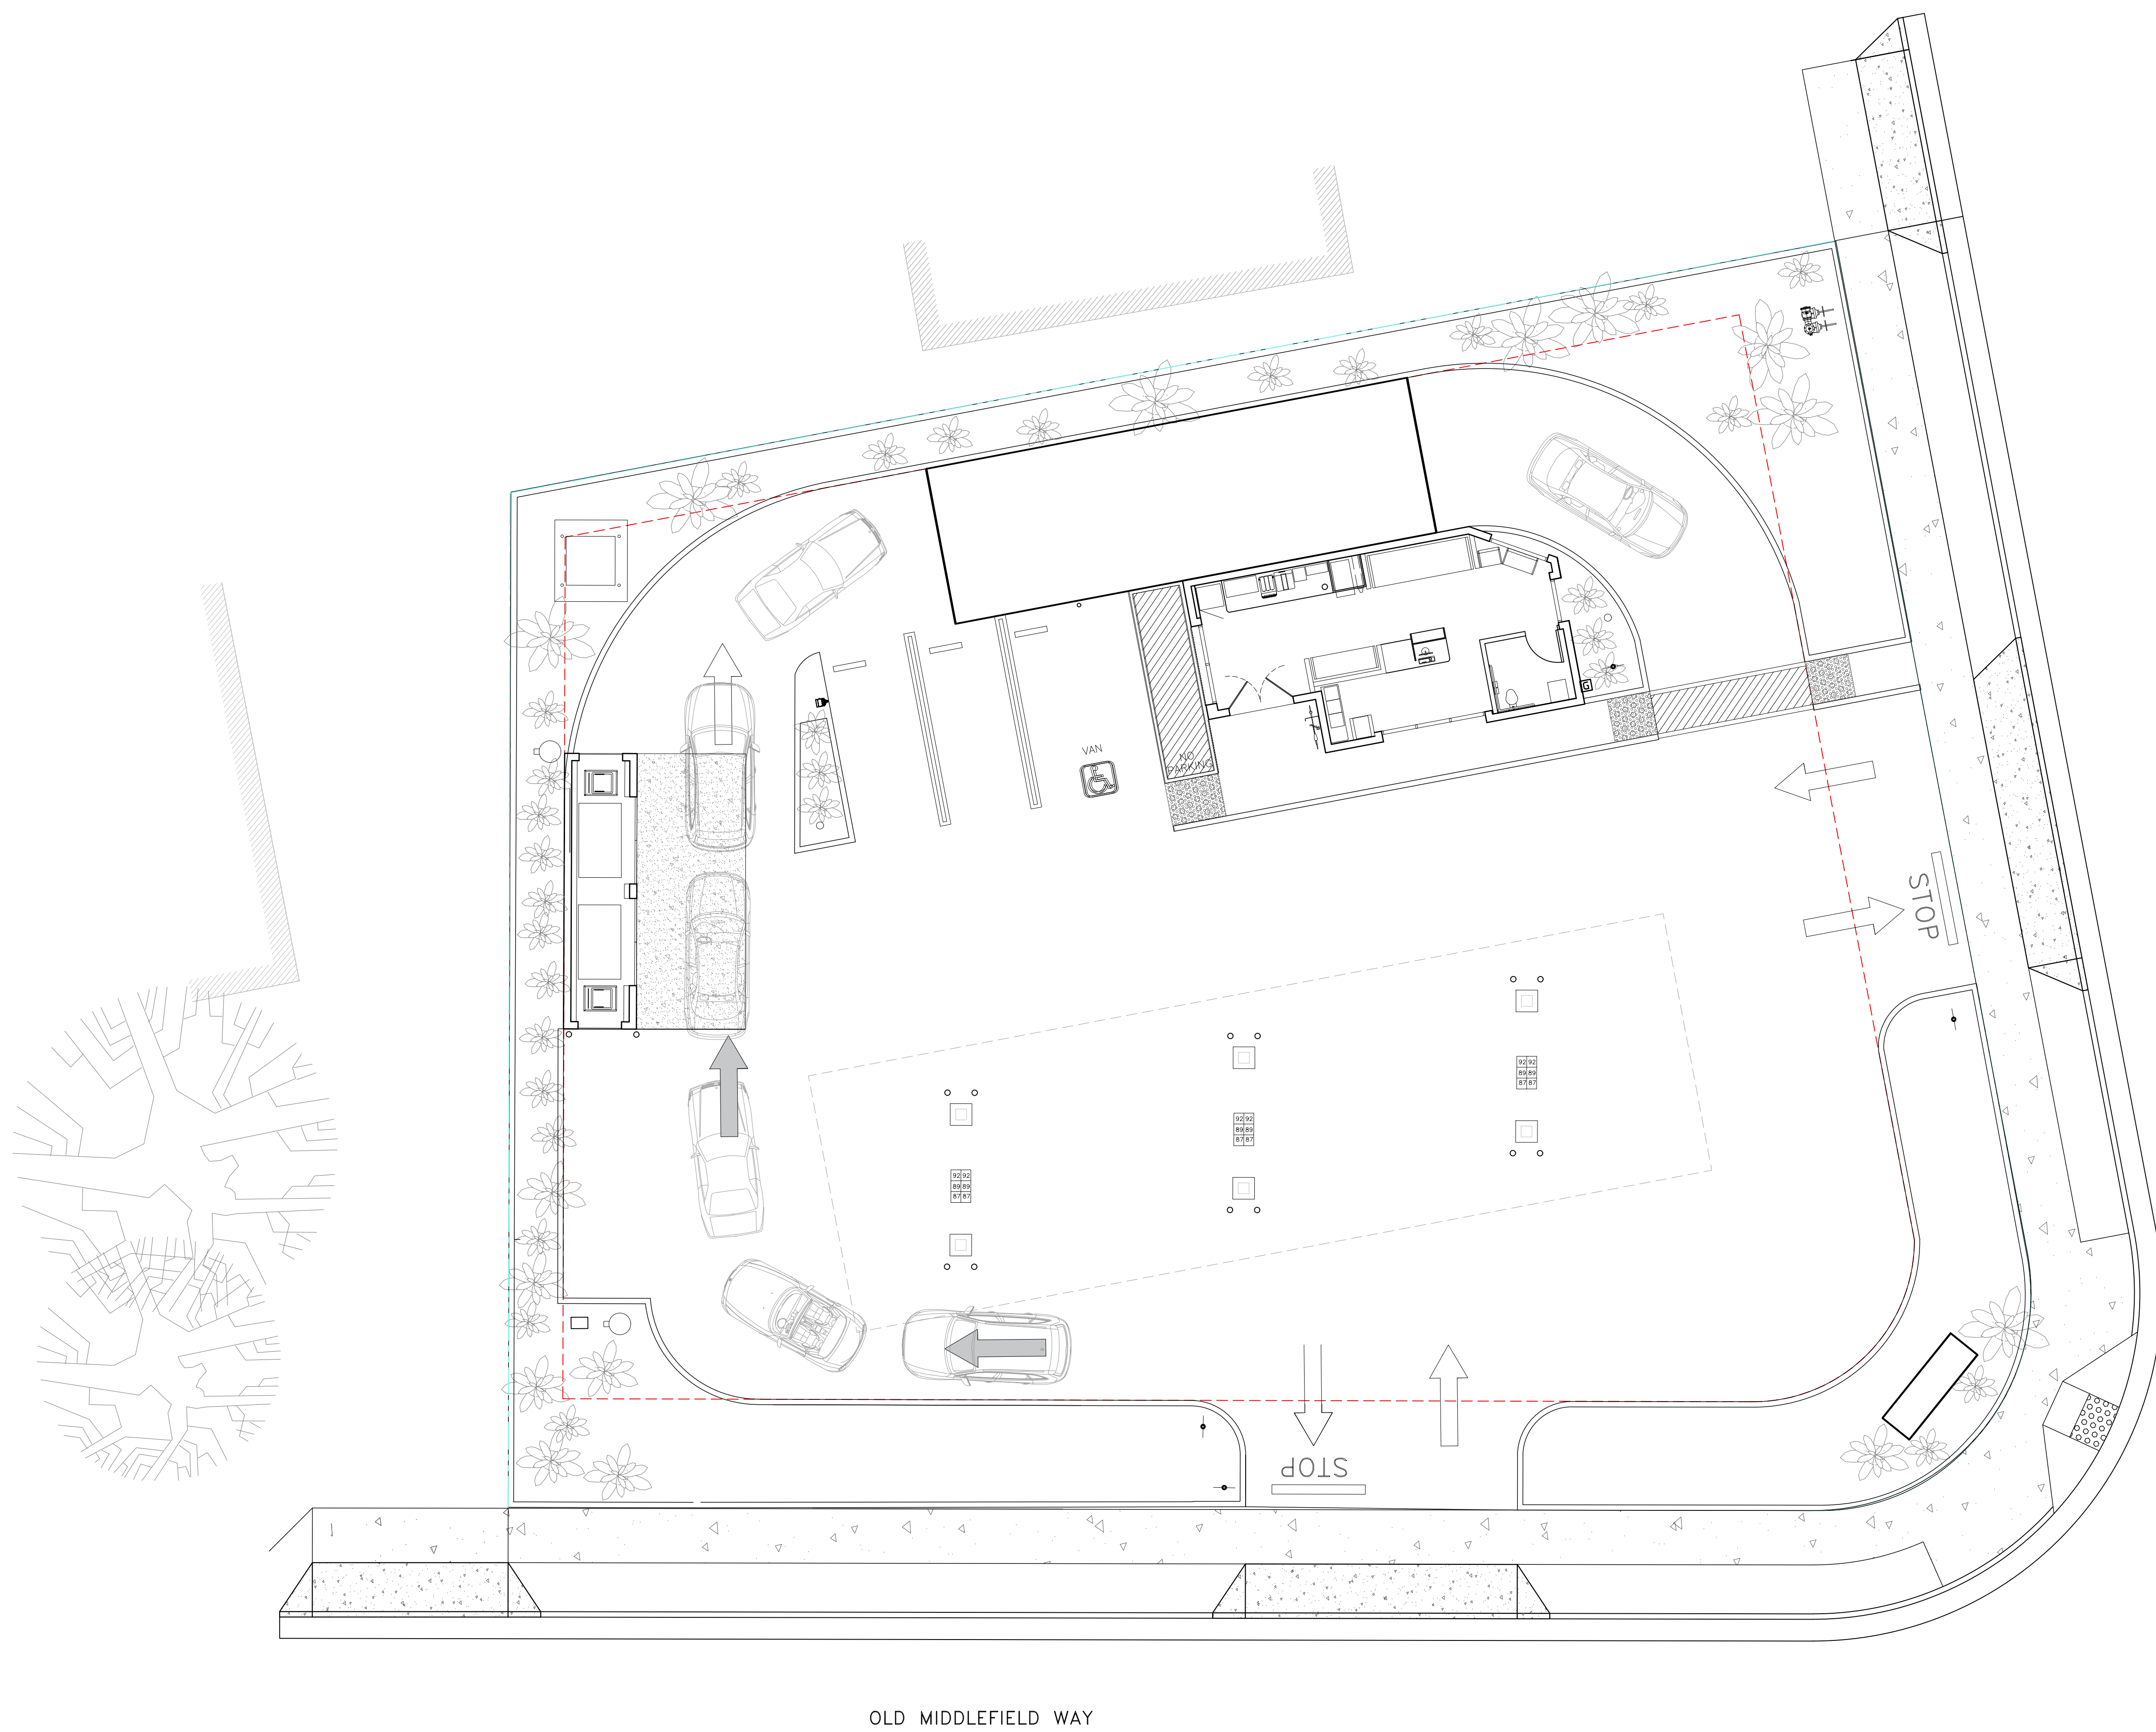 VAN
NO
PARKING
G
STOP
92 92
89 89
87 87
92 92
89 89
87 87
92 92
89 89
87 87
STOP
OLD MIDDLEFIELD WAY